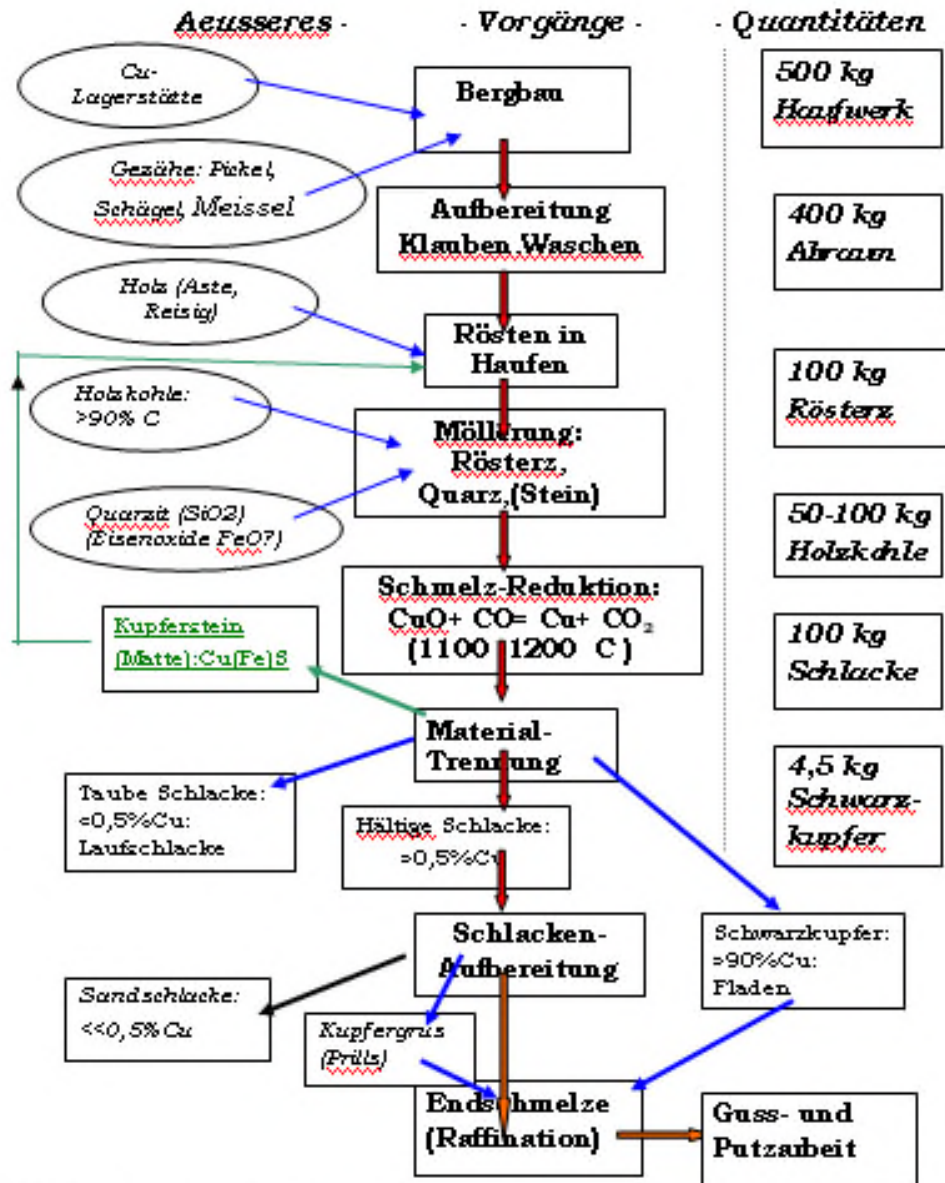 Aeusseres - Vorgänge - Quantitäten
Cu-
Lagerstätte
Bergbau
500 kg
Haufwerk
Gezähe: Pickel,
Schägel, Meissel
Aufbereitung
Klauben,Waschen
400 kg
Abraum
Holz (Aste,
Reisig)
Rösten in
Haufen
100 kg
Rösterz
Holzkohle:
>90% C
Möllerung:
Rösterz,
Quarz,(Stein)
Quarzit (SiO2)
(Eisenoxide FeO?)
50-100 kg
Holzkohle
Schmelz-Reduktion:
CuO+ CO= Cu+ CO₂
(1100 1200 C )
Kupferstein
(Matte):Cu(Fe)S
100 kg
Schlacke
Material-
Trennung
4,5 kg
Schwarz-
kupfer
Taube Schlacke:
<0,5%Cu:
Laufschlacke
Hältige Schlacke:
>0,5%Cu
Schlacken-
Aufbereitung
Schwarzkupfer:
>90%Cu:
Fladen
Sandschlacke:
<<0,5%Cu
Kupfergrus
(Prills)
Endschmelze
(Raffination)
Guss- und
Putzarbeit